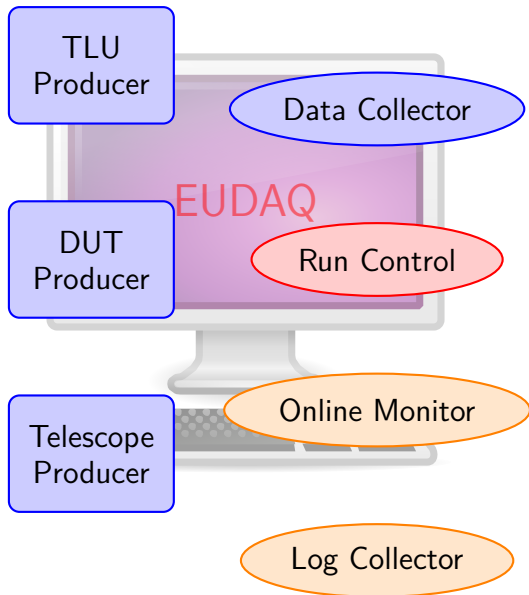 TLU
Producer
Data Collector
EUDAQ
DUT
Producer
Run Control
Telescope
Producer
Online Monitor
Log Collector